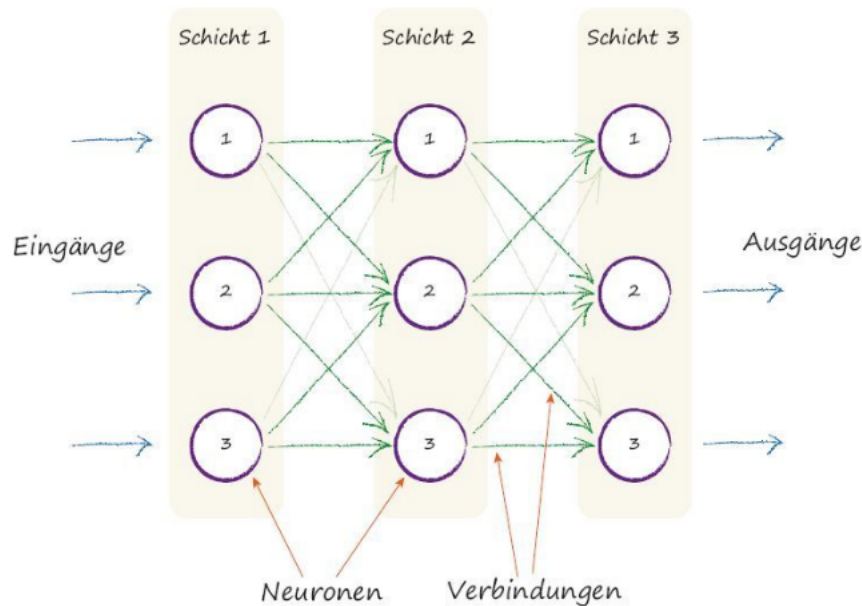 Schicht 1
Schicht 2
Schicht 3
1
1
1
Eingänge
Ausgänge
2
2
2
3
3
3
Neuronen
Verbindungen